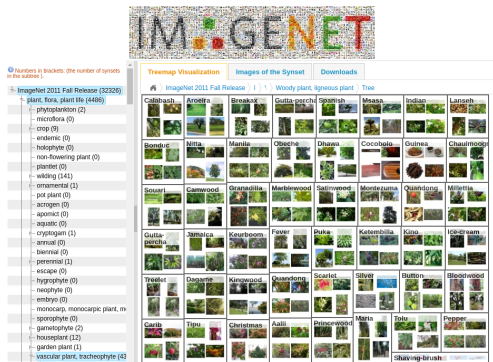 IMAGENET
Numbers in brackets: (the number of synsets
in the subtree ).
Treemap Visualization
Images of the Synset
Downloads
ImageNet 2011 Fall Release
Woody plant, ligneous plant
Tree
ImageNet 2011 Fall Release (32326)
plant, flora, plant life (4486)
phytoplankton (2)
microflora (0)
crop (9)
endemic (0)
holophyte (0)
non-flowering plant (0)
plantlet (0)
wilding (141)
ornamental (1)
pot plant (0)
acrogen (0)
apomict (0)
aquatic (0)
cryptogam (1)
annual (0)
biennial (0)
perennial (1)
escape (0)
hygrophyte (0)
neophyte (0)
embryo (0)
monocarp, monocarpic plant, m
sporophyte (0)
gametophyte (2)
houseplant (12)
garden plant (1)
vascular plant, tracheophyte (43
Calabash Aroeira Breakax Gutta-percha Spanish Msasa Indian Lanseh
Bonduc Nitta Manila Obeche Dhawa Cocobolo Guinea Chaulmoogr
Souari Camwood Granadilla Marblewood Satinwood Montezuma Quandong Millettia
Gutta-
percha
Jamaica Keurboom Fever Puka Ketembilla Kino Ice-cream
Treelet Dagame Kingwood Quandong Scarlet Silver Button Bloodwood
Carib Tipu Christmas Aalii Princewood Maria Tolu Pepper
Shaving-brush